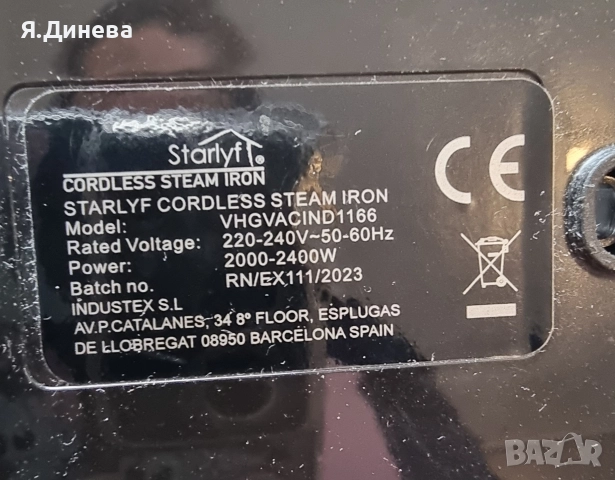 Я.Динева
Starlyf
CORDLESS STEAM IRON
STARLYF CORDLESS STEAM IRON
Model: VHGVACIND1166
Rated Voltage: 220-240V~50-60Hz
Power: 2000-2400W
Batch no. RN/EX111/2023
INDUSTEX S.L
AV.P.CATALANES, 34 8º FLOOR, ESPLUGAS
DE LLOBREGAT 08950 BARCELONA SPAIN
CE
BAZAR